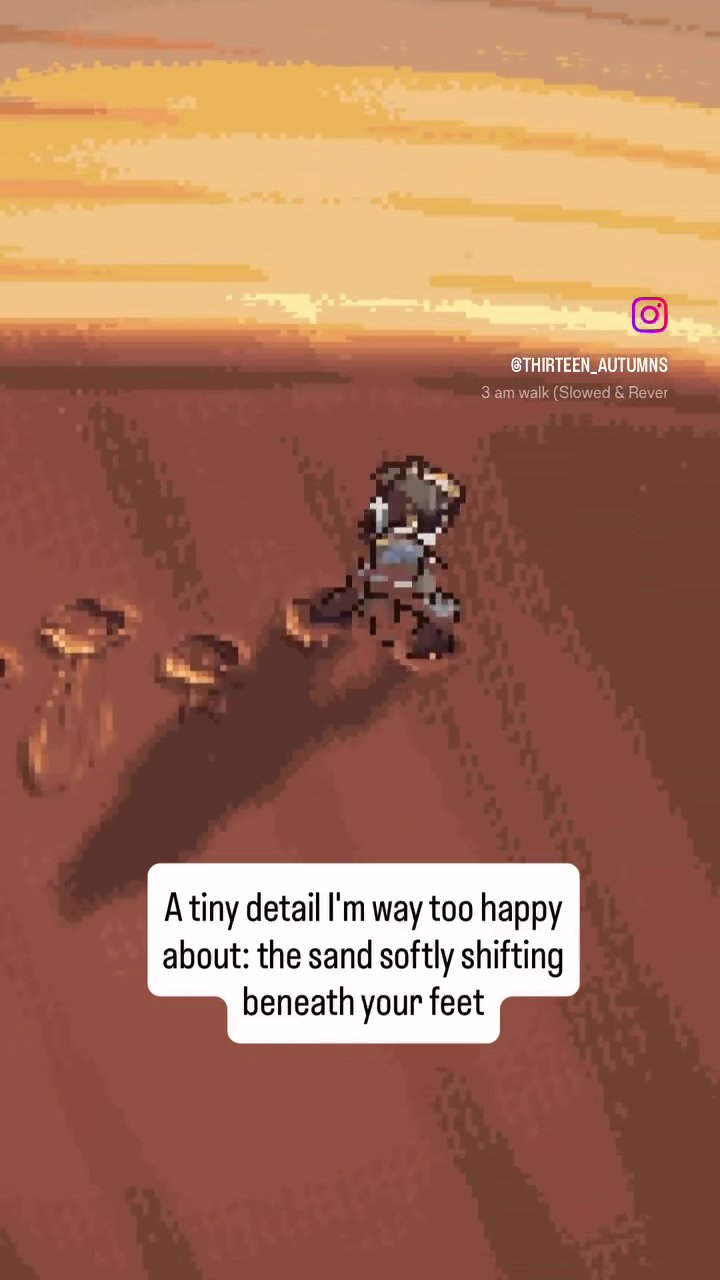 @THIRTEEN_AUTUMNS
3 am walk (Slowed & Rever
A tiny detail I'm way too happy
about: the sand softly shifting
beneath your feet